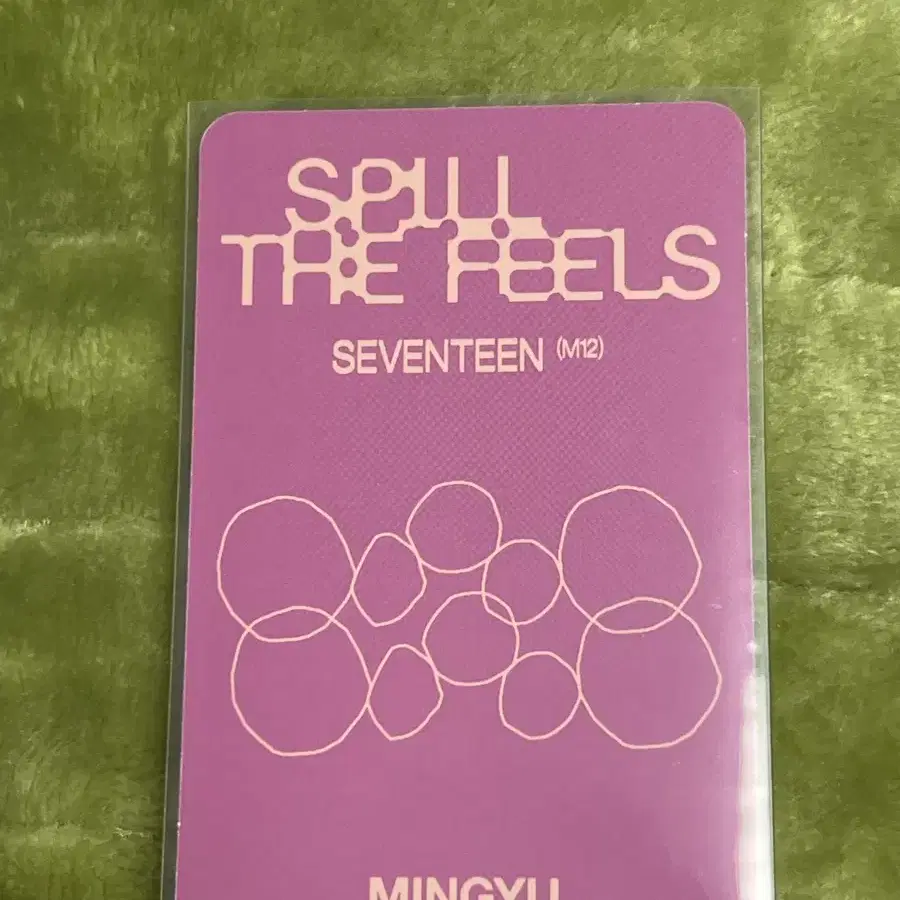 SPILL
THE FEELS
SEVENTEEN (M12)
MINGYU